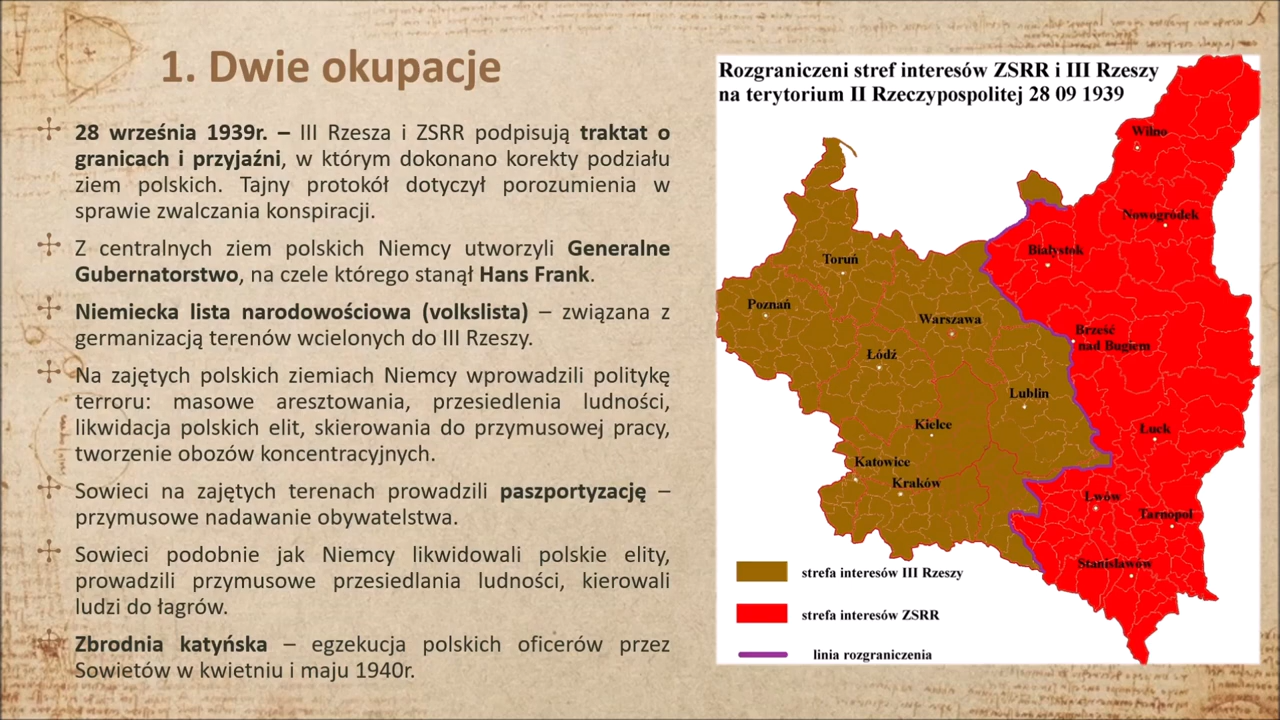 1. Dwie okupacje
28 września 1939r. – III Rzesza i ZSRR podpisują traktat o
granicach i przyjaźni, w którym dokonano korekty podziału
ziem polskich. Tajny protokół dotyczył porozumienia w
sprawie zwalczania konspiracji.
Z centralnych ziem polskich Niemcy utworzyli Generalne
Gubernatorstwo, na czele którego stanął Hans Frank.
Niemiecka lista narodowościowa (volkslista) – związana z
germanizacją terenów wcielonych do III Rzeszy.
Na zajętych polskich ziemiach Niemcy wprowadzili politykę
terroru: masowe aresztowania, przesiedlenia ludności,
likwidacja polskich elit, skierowania do przymusowej pracy,
tworzenie obozów koncentracyjnych.
Sowieci na zajętych terenach prowadzili paszportyzację –
przymusowe nadawanie obywatelstwa.
Sowieci podobnie jak Niemcy likwidowali polskie elity,
prowadzili przymusowe przesiedlania ludności, kierowali
ludzi do łagrów.
Zbrodnia katyńska – egzekucja polskich oficerów przez
Sowietów w kwietniu i maju 1940r.
Rozgraniczeni stref interesów ZSRR i III Rzeszy
na terytorium II Rzeczypospolitej 28 09 1939
Wilno
Nowogródek
Białystok
Toruń
Poznań
Warszawa
Brześć
nad Bugiem
Łódź
Lublin
Kielce
Łuck
Katowice
Kraków
Lwów
Tarnopol
Stanisławów
strefa interesów III Rzeszy
strefa interesów ZSRR
linia rozgraniczenia